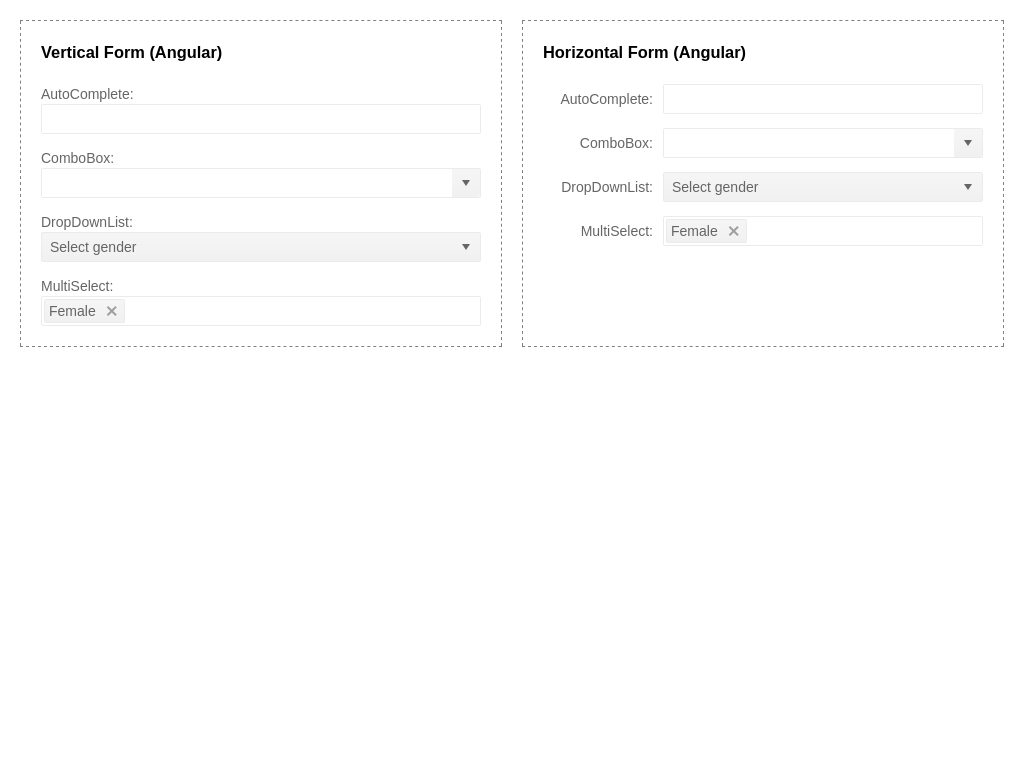 Vertical Form (Angular)
AutoComplete:
ComboBox:
DropDownList:
Select gender
MultiSelect:
Female
Horizontal Form (Angular)
AutoComplete:
ComboBox:
DropDownList: Select gender
MultiSelect: Female